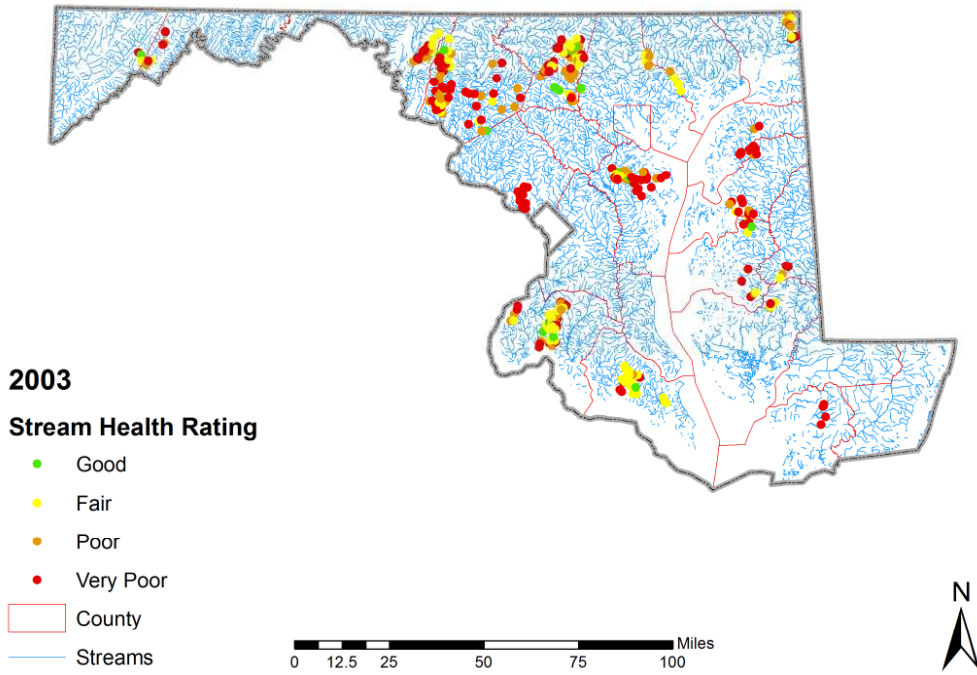 2003
Stream Health Rating
Good
Fair
Poor
Very Poor
County
Streams
Miles
0 12.5 25 50 75 100
N